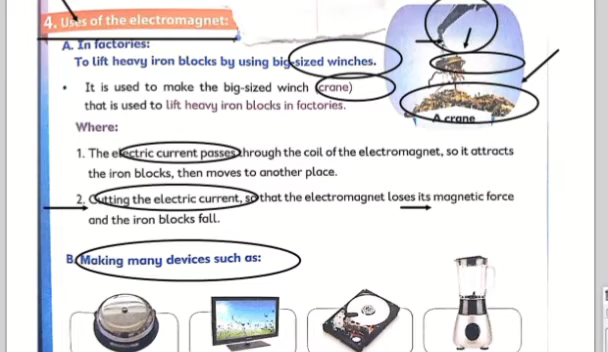 4. Uses of the electromagnet:
A. In factories:
To lift heavy iron blocks by using big-sized winches.
• It is used to make the big-sized winch (crane)
that is used to lift heavy iron blocks in factories.
A crane
Where:
1. The electric current passes through the coil of the electromagnet, so it attracts
the iron blocks, then moves to another place.
2. Cutting the electric current, so that the electromagnet loses its magnetic force
and the iron blocks fall.
B. Making many devices such as: